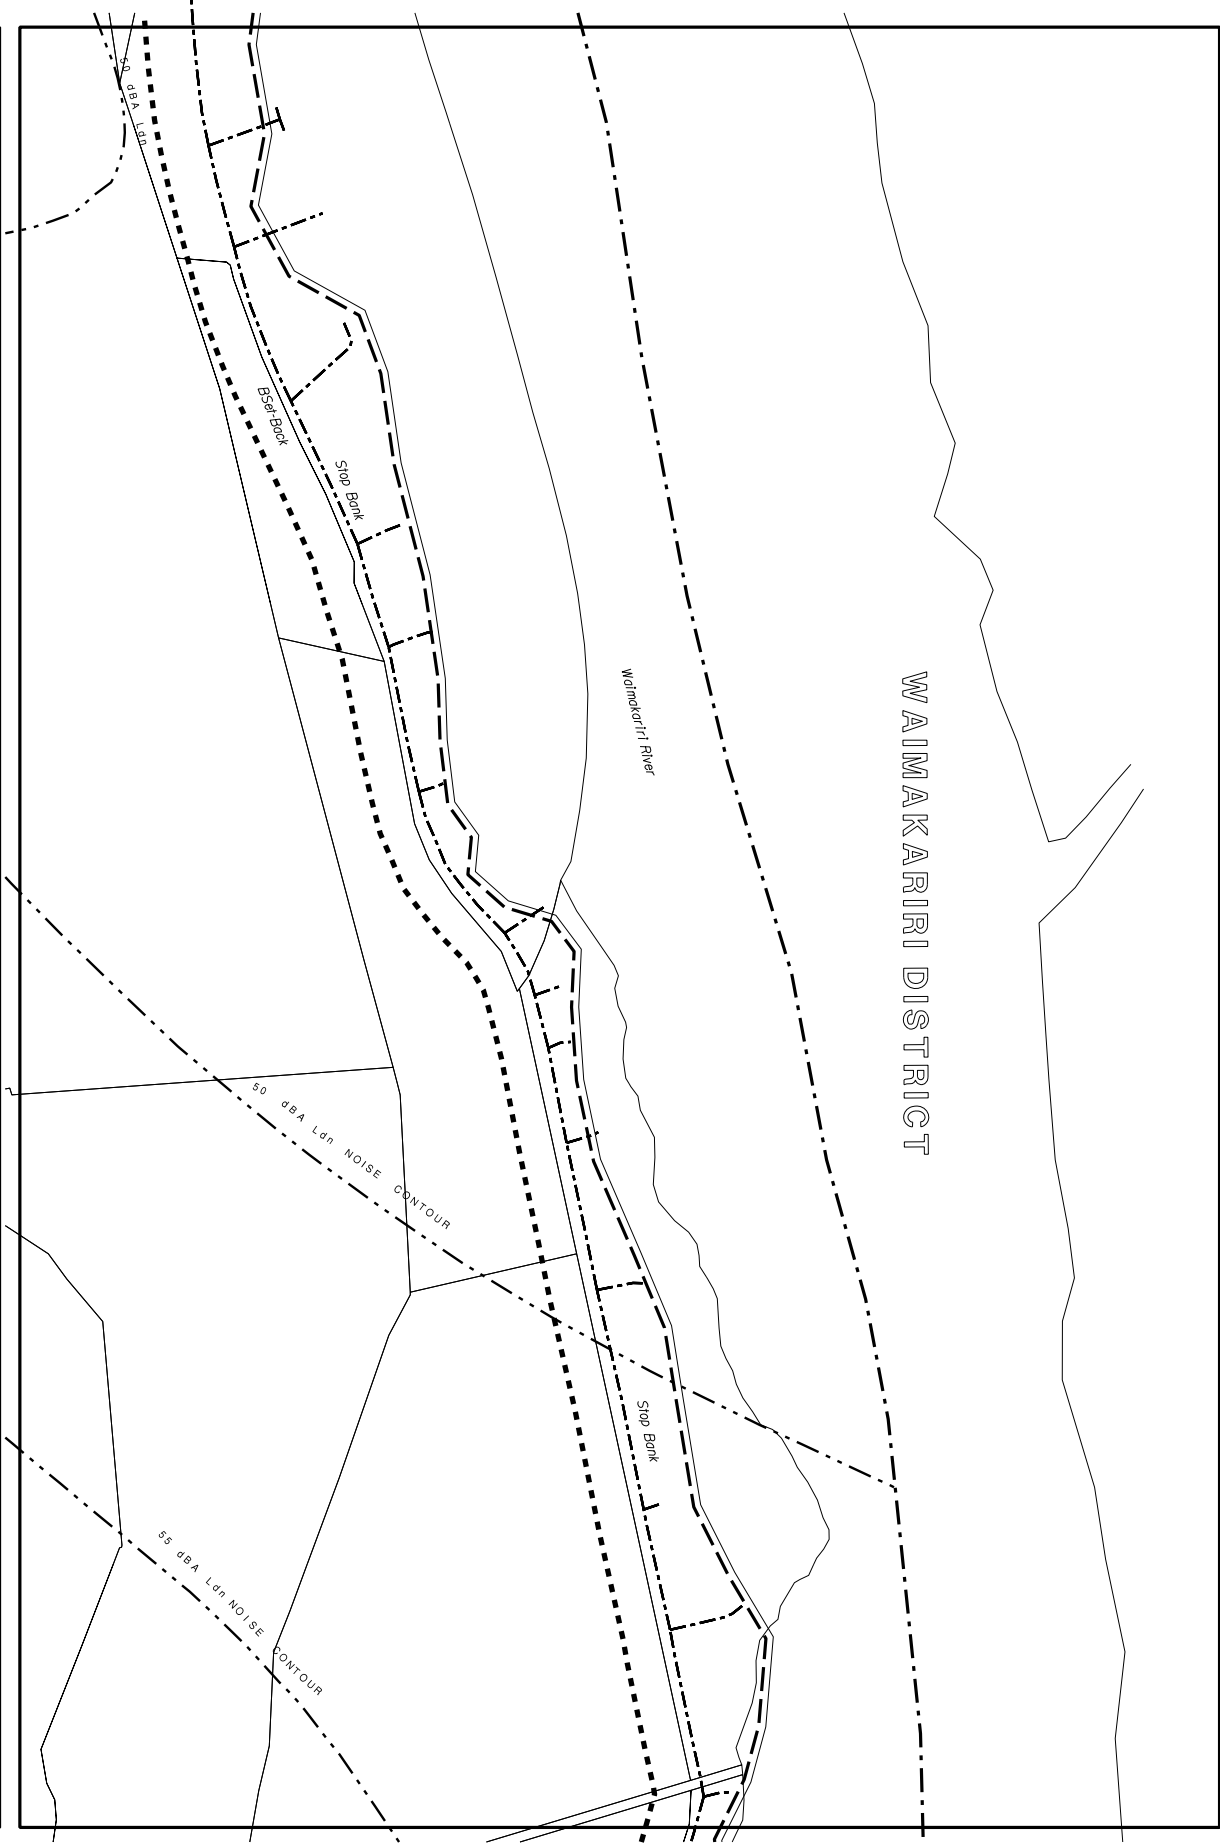 50 dBA Ldn
BSet-Back
Stop Bank
Waimakariri River
WAIMAKARIRI DISTRICT
50 dBA Ldn NOISE CONTOUR
Stop Bank
55 dBA Ldn NOISE CONTOUR